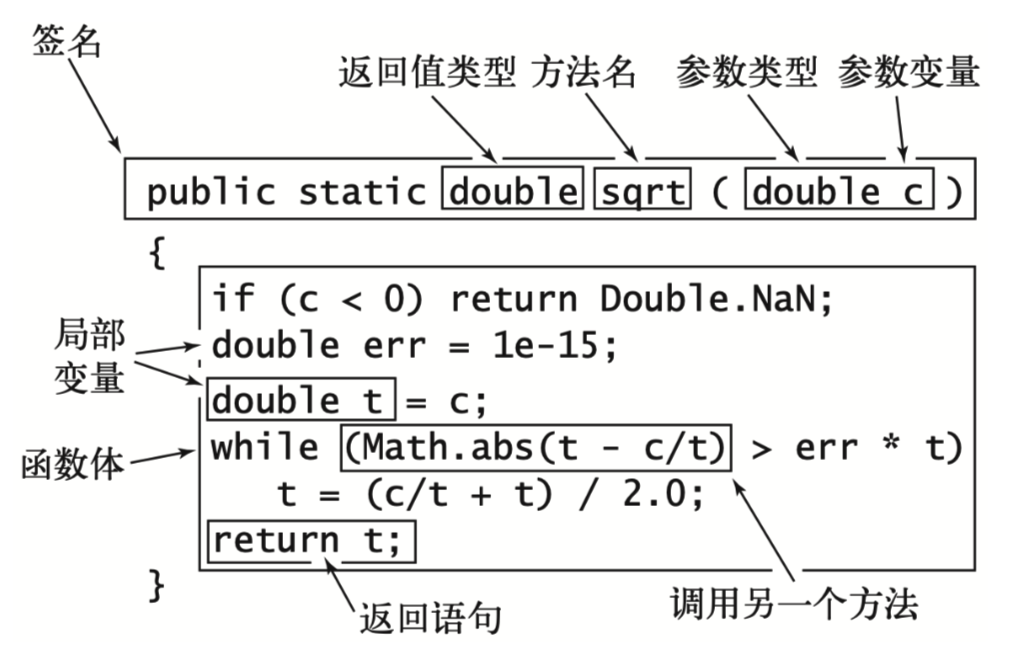 签名
返回值类型 方法名 参数类型 参数变量
public static double sqrt ( double c )
{
if (c < 0) return Double.NaN;
double err = 1e-15;
局部
变量
double t = c;
while (Math.abs(t - c/t) > err * t)
函数体
t = (c/t + t) / 2.0;
return t;
}
返回语句
调用另一个方法